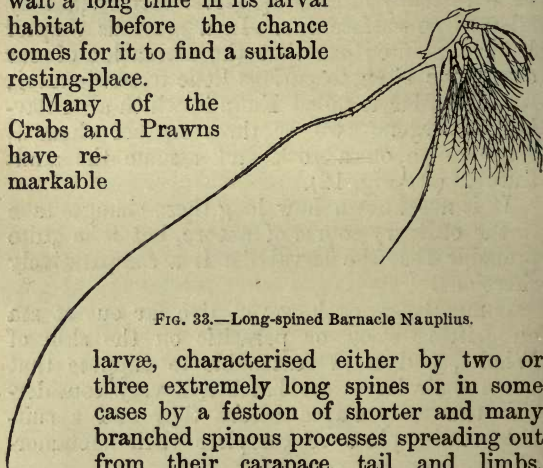 wait a long time in its larval
habitat before the chance
comes for it to find a suitable
resting-place.
Many of the
Crabs and Prawns
have re-
markable
FIG. 33.—Long-spined Barnacle Nauplius.
larvæ, characterised either by two or
three extremely long spines or in some
cases by a festoon of shorter and many
branched spinous processes spreading out
from their carapace, tail and limbs.